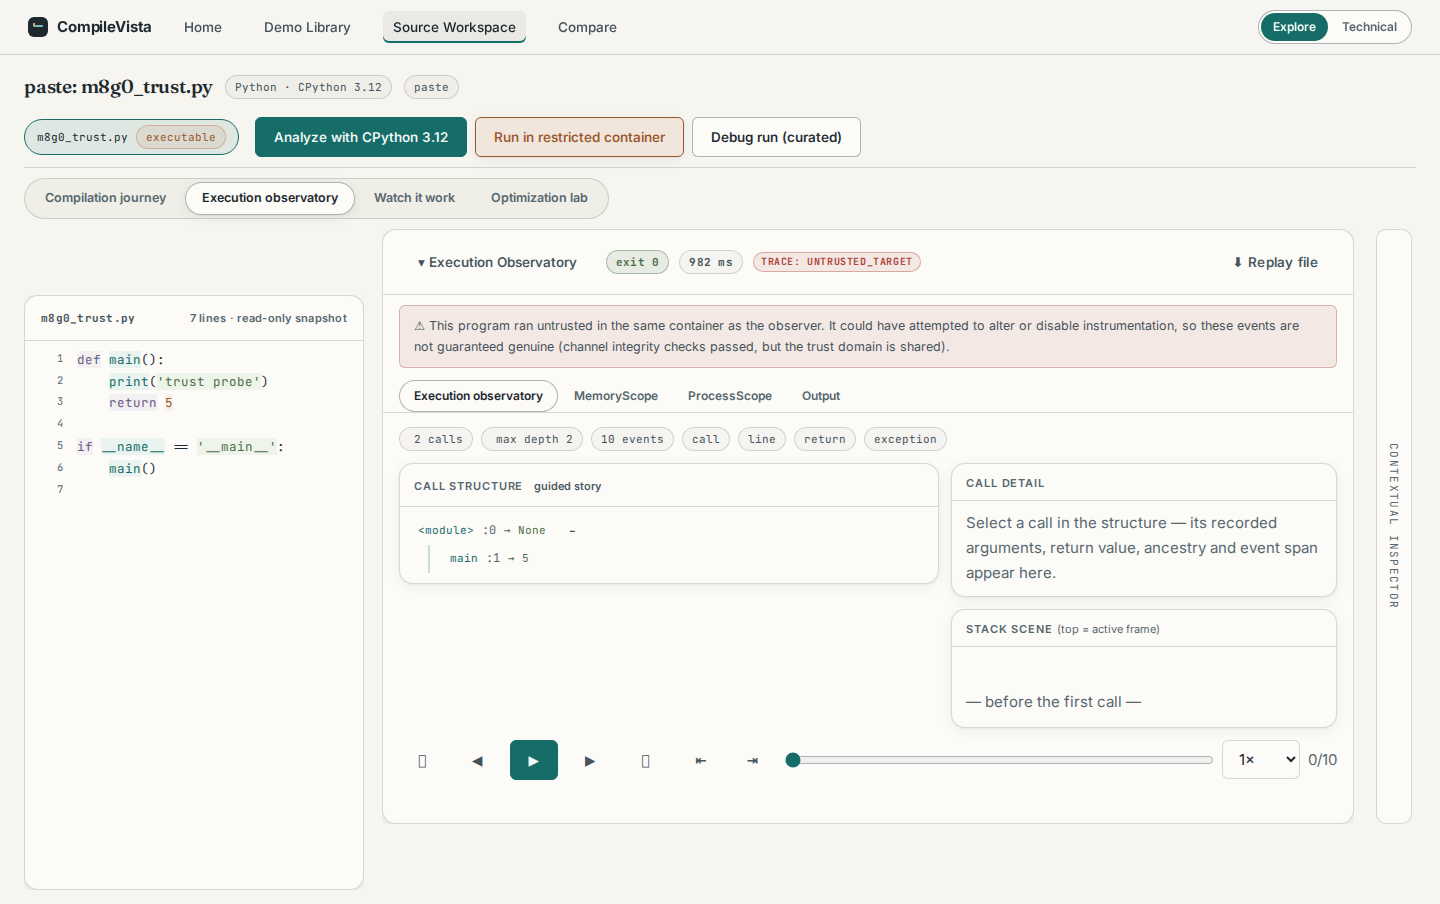 CompileVista
Home
Demo Library
Source Workspace
Compare
Explore
Technical
paste: m8g0_trust.py
Python · CPython 3.12
paste
m8g0_trust.py
executable
Analyze with CPython 3.12
Run in restricted container
Debug run (curated)
Compilation journey
Execution observatory
Watch it work
Optimization lab
m8g0_trust.py
7 lines · read-only snapshot
1 def main():
2     print('trust probe')
3     return 5
4
5 if __name__ == '__main__':
6     main()
7
▾ Execution Observatory
exit 0
982 ms
TRACE: UNTRUSTED_TARGET
⬇ Replay file
⚠ This program ran untrusted in the same container as the observer. It could have attempted to alter or disable instrumentation, so these events are
not guaranteed genuine (channel integrity checks passed, but the trust domain is shared).
Execution observatory
MemoryScope
ProcessScope
Output
2 calls
max depth 2
10 events
call
line
return
exception
CALL STRUCTURE guided story
<module> :0 → None –
main :1 → 5
CALL DETAIL
Select a call in the structure — its recorded
arguments, return value, ancestry and event span
appear here.
STACK SCENE (top = active frame)
— before the first call —
◀ ▶ ▶ ⇤ ⇥
1×
0/10
CONTEXTUAL INSPECTOR